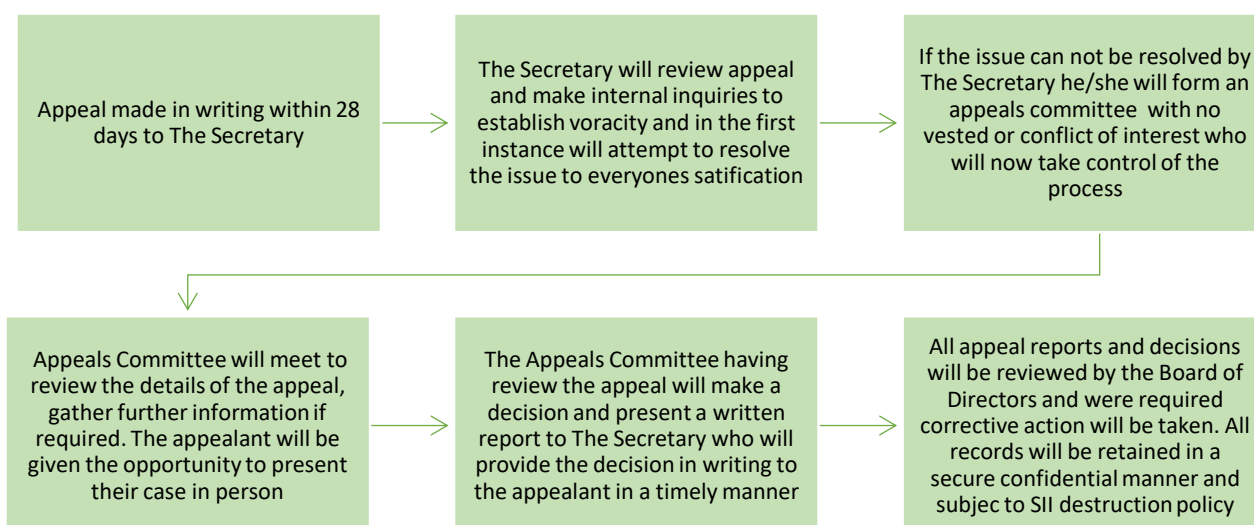 Appeal made in writing within 28
days to The Secretary
The Secretary will review appeal
and make internal inquiries to
establish voracity and in the first
instance will attempt to resolve
the issue to everyones satification
If the issue can not be resolved by
The Secretary he/she will form an
appeals committee with no
vested or conflict of interest who
will now take control of the
process
Appeals Committee will meet to
review the details of the appeal,
gather further information if
required. The appealant will be
given the opportunity to present
their case in person
The Appeals Committee having
review the appeal will make a
decision and present a written
report to The Secretary who will
provide the decision in writing to
the appealant in a timely manner
All appeal reports and decisions
will be reviewed by the Board of
Directors and were required
corrective action will be taken. All
records will be retained in a
secure confidential manner and
subjec to SII destruction policy